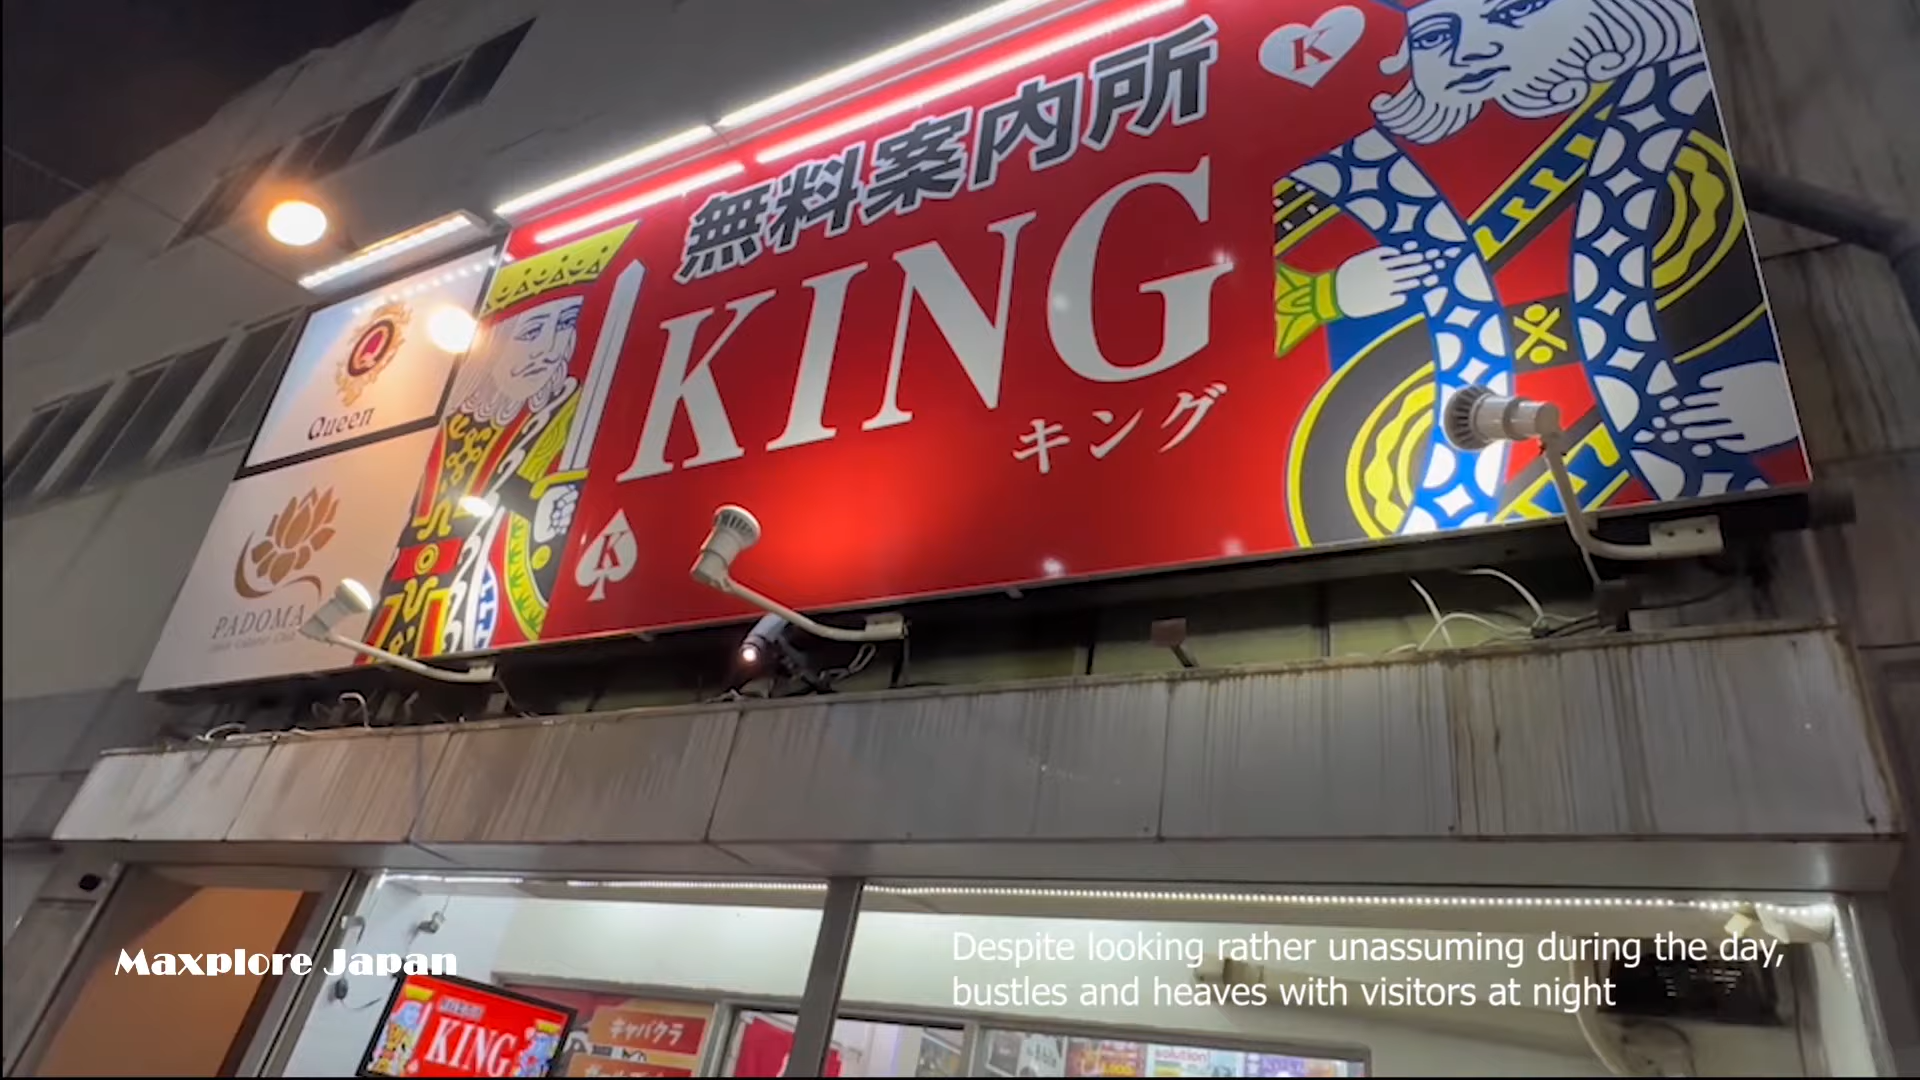 無料案内所
KING
キング
K
K
Q
Queen
PADOMA
KING
キャバクラ
solution!
Maxplore Japan
Despite looking rather unassuming during the day,
bustles and heaves with visitors at night